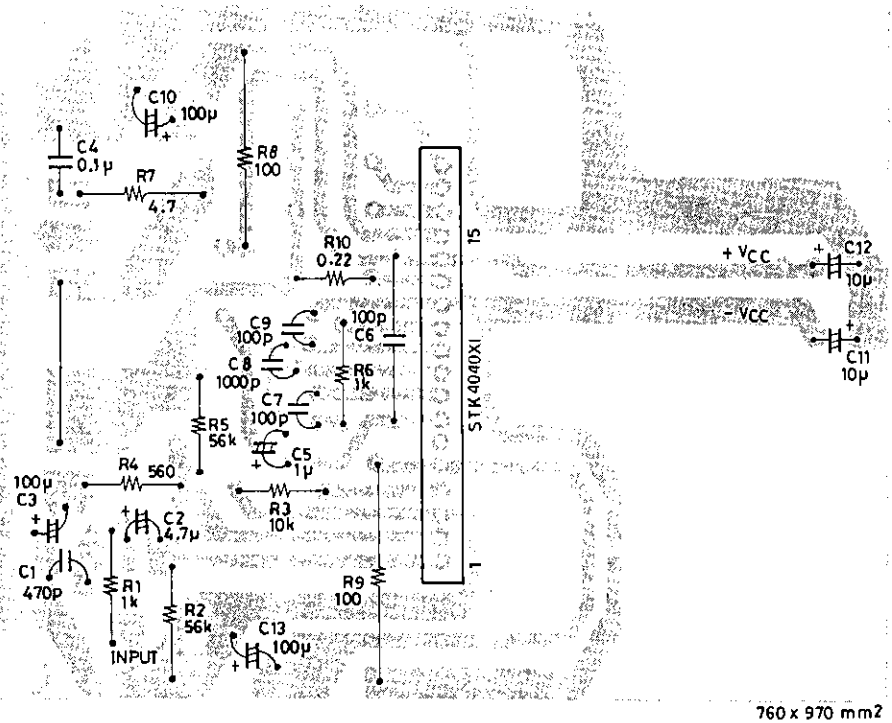 C10
100µ
C4
0.1µ
R7
4.7
R8
100
15
R10
0.22
+ VCC
+
C12
10µ
- VCC
+
C11
10µ
C9
100p
100p
C6
C8
1000p
R6
1k
STK4040XI
C7
100p
R5
56k
+
C5
1µ
R4
560
100µ
C3
+
+
C2
4.7µ
R3
10k
C1
470p
R1
1k
R2
56k
R9
100
1
INPUT
C13
100µ
+
+
760 x 970 mm2